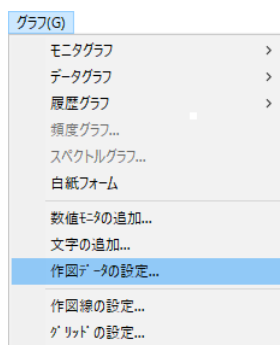 グラフ(G)
モニタグラフ
データグラフ
履歴グラフ
頻度グラフ...
スペクトルグラフ...
白紙フォーム
数値ﾓﾆﾀの追加...
文字の追加...
作図ﾃﾞｰﾀの設定...
作図線の設定...
ｸﾞﾘｯﾄﾞの設定...